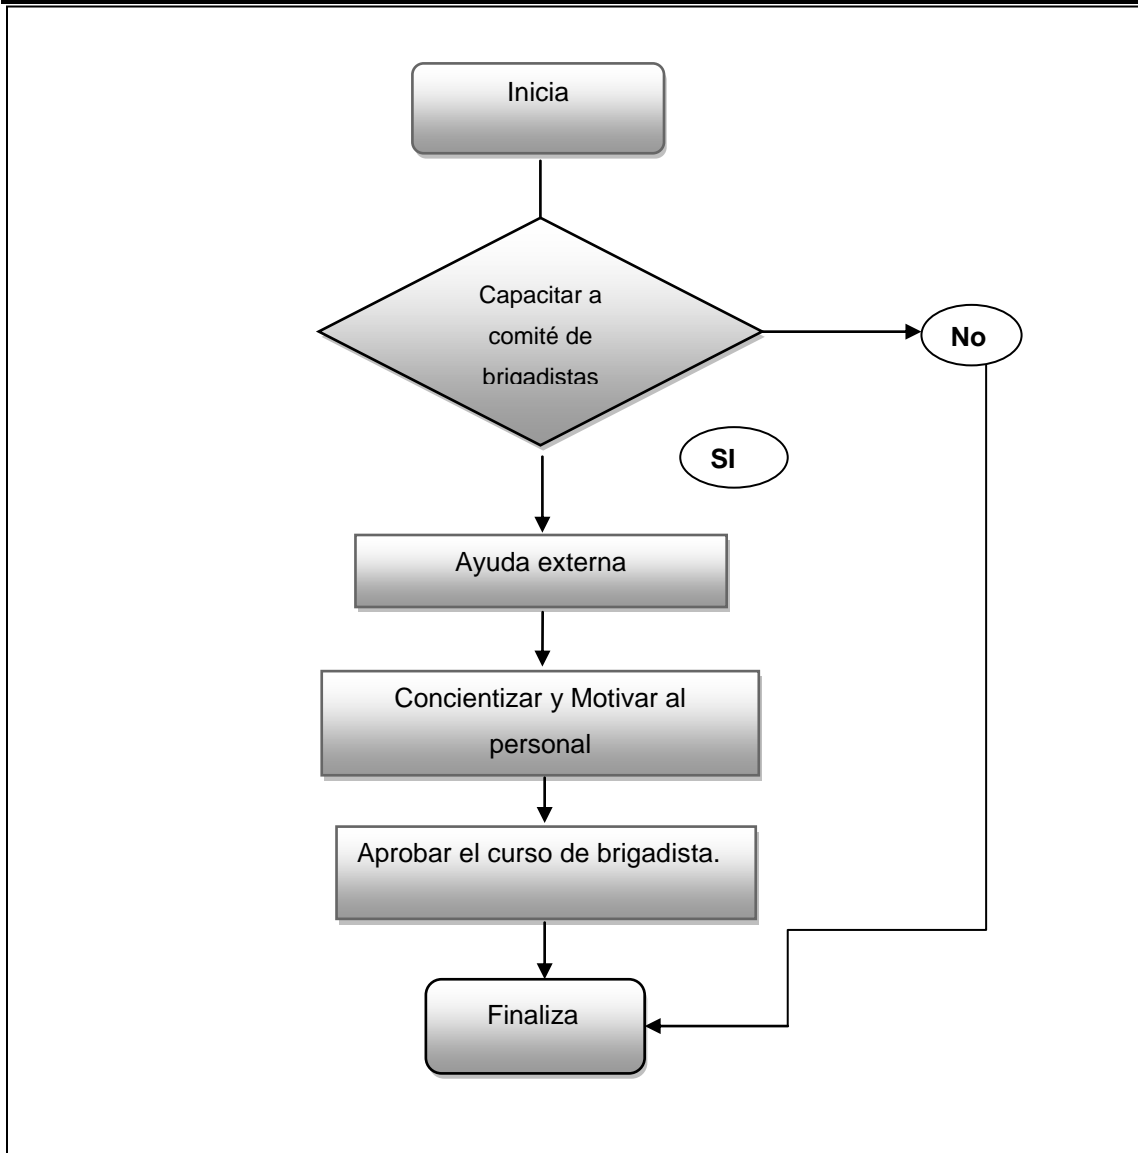 Inicia
Capacitar a
comité de
brigadistas
No
SI
Ayuda externa
Concientizar y Motivar al
personal
Aprobar el curso de brigadista.
Finaliza